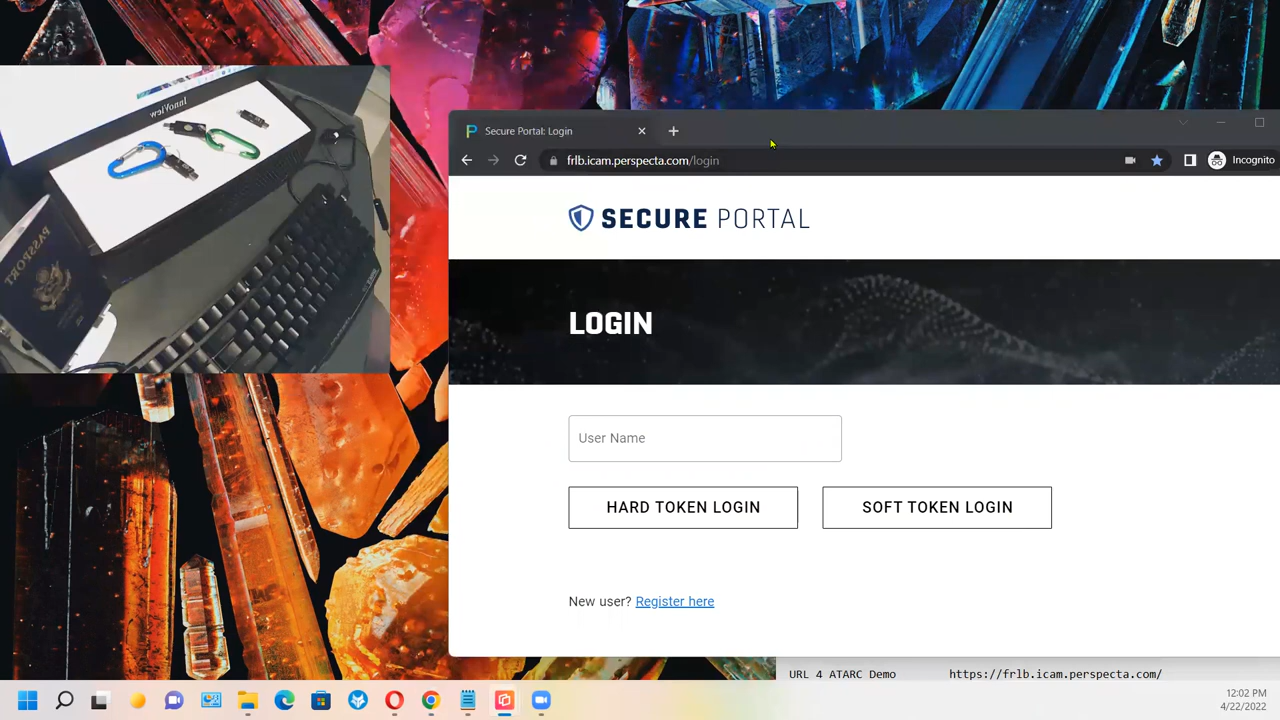 InnoView
PASSPORT
Secure Portal: Login
frlb.icam.perspecta.com/login
Incognito
SECURE PORTAL
LOGIN
User Name
HARD TOKEN LOGIN
SOFT TOKEN LOGIN
New user? Register here
URL 4 ATARC Demo https://frlb.icam.perspecta.com/
12:02 PM
4/22/2022